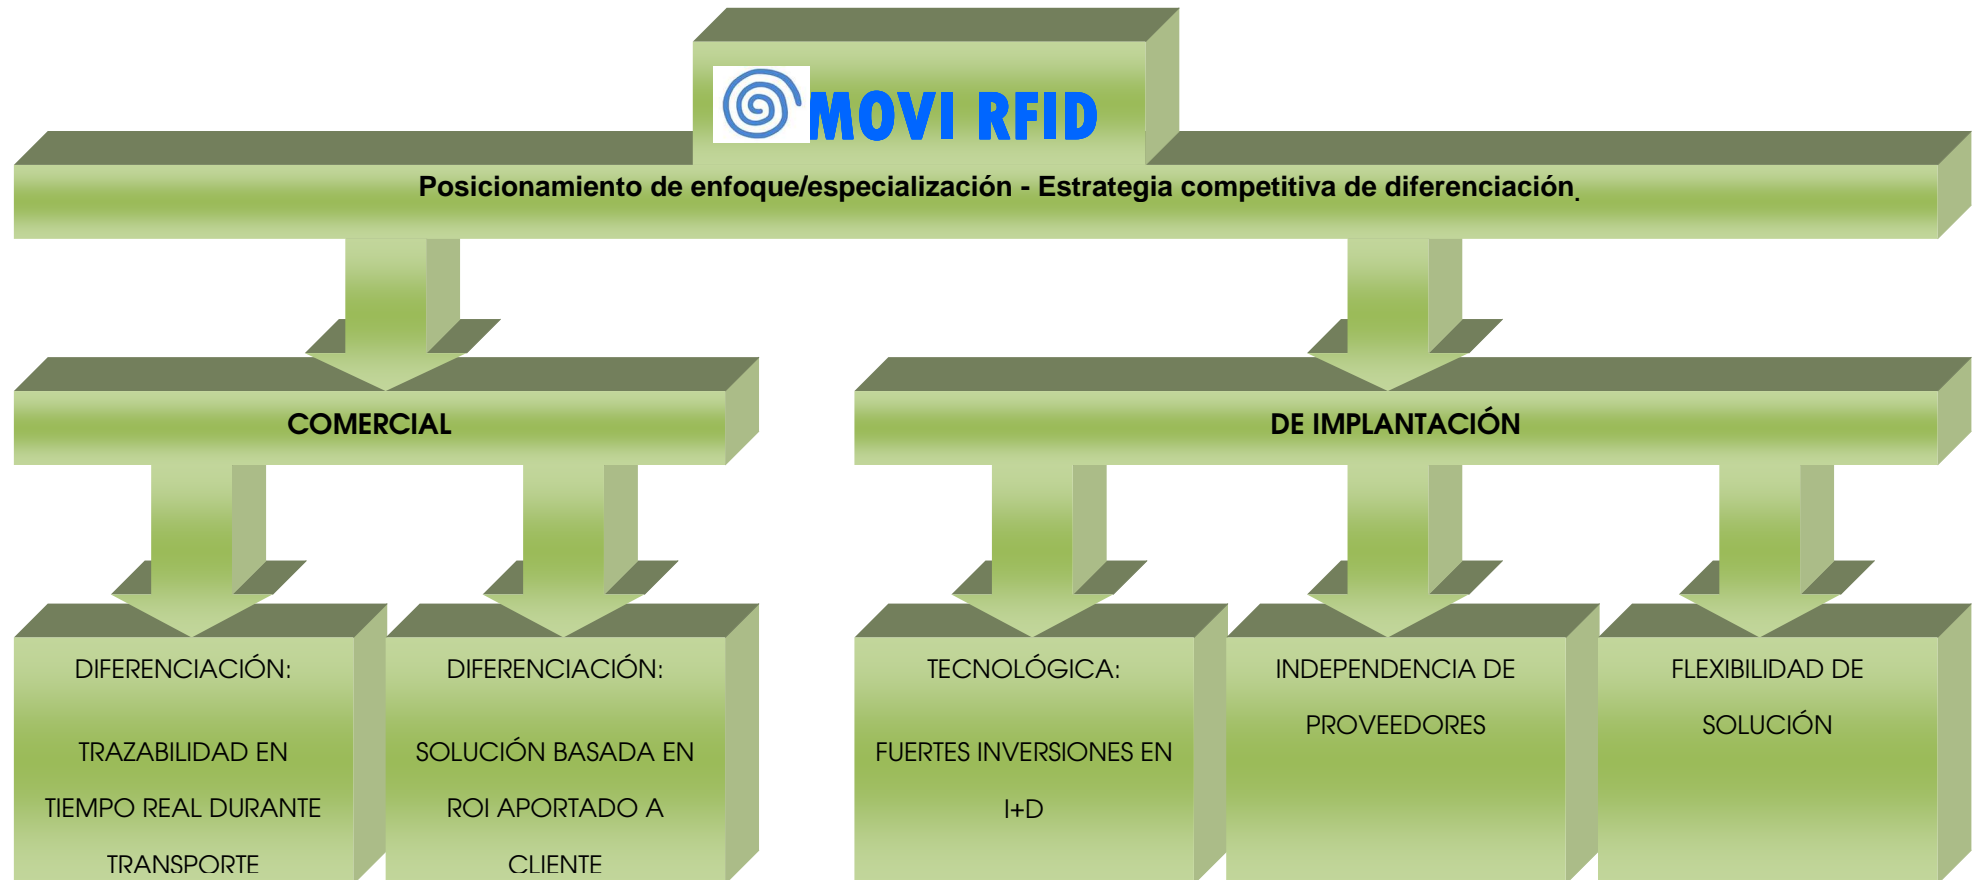 MOVI RFID
Posicionamiento de enfoque/especialización - Estrategia competitiva de diferenciación.
COMERCIAL
DE IMPLANTACIÓN
DIFERENCIACIÓN:
TRAZABILIDAD EN
TIEMPO REAL DURANTE
TRANSPORTE
DIFERENCIACIÓN:
SOLUCIÓN BASADA EN
ROI APORTADO A
CLIENTE
TECNOLÓGICA:
FUERTES INVERSIONES EN
I+D
INDEPENDENCIA DE
PROVEEDORES
FLEXIBILIDAD DE
SOLUCIÓN